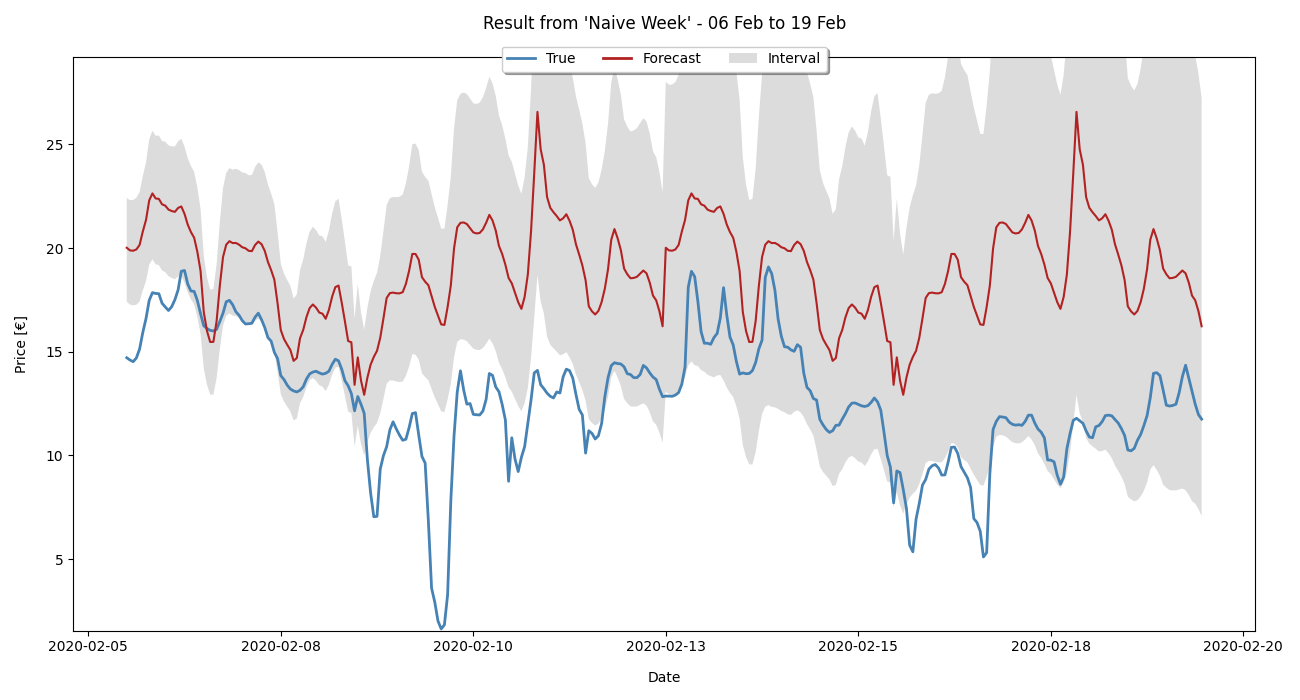 Result from 'Naive Week' - 06 Feb to 19 Feb
True Forecast Interval
Price [€]
25
20
15
10
5
2020-02-05 2020-02-08 2020-02-10 2020-02-13 2020-02-15 2020-02-18 2020-02-20
Date